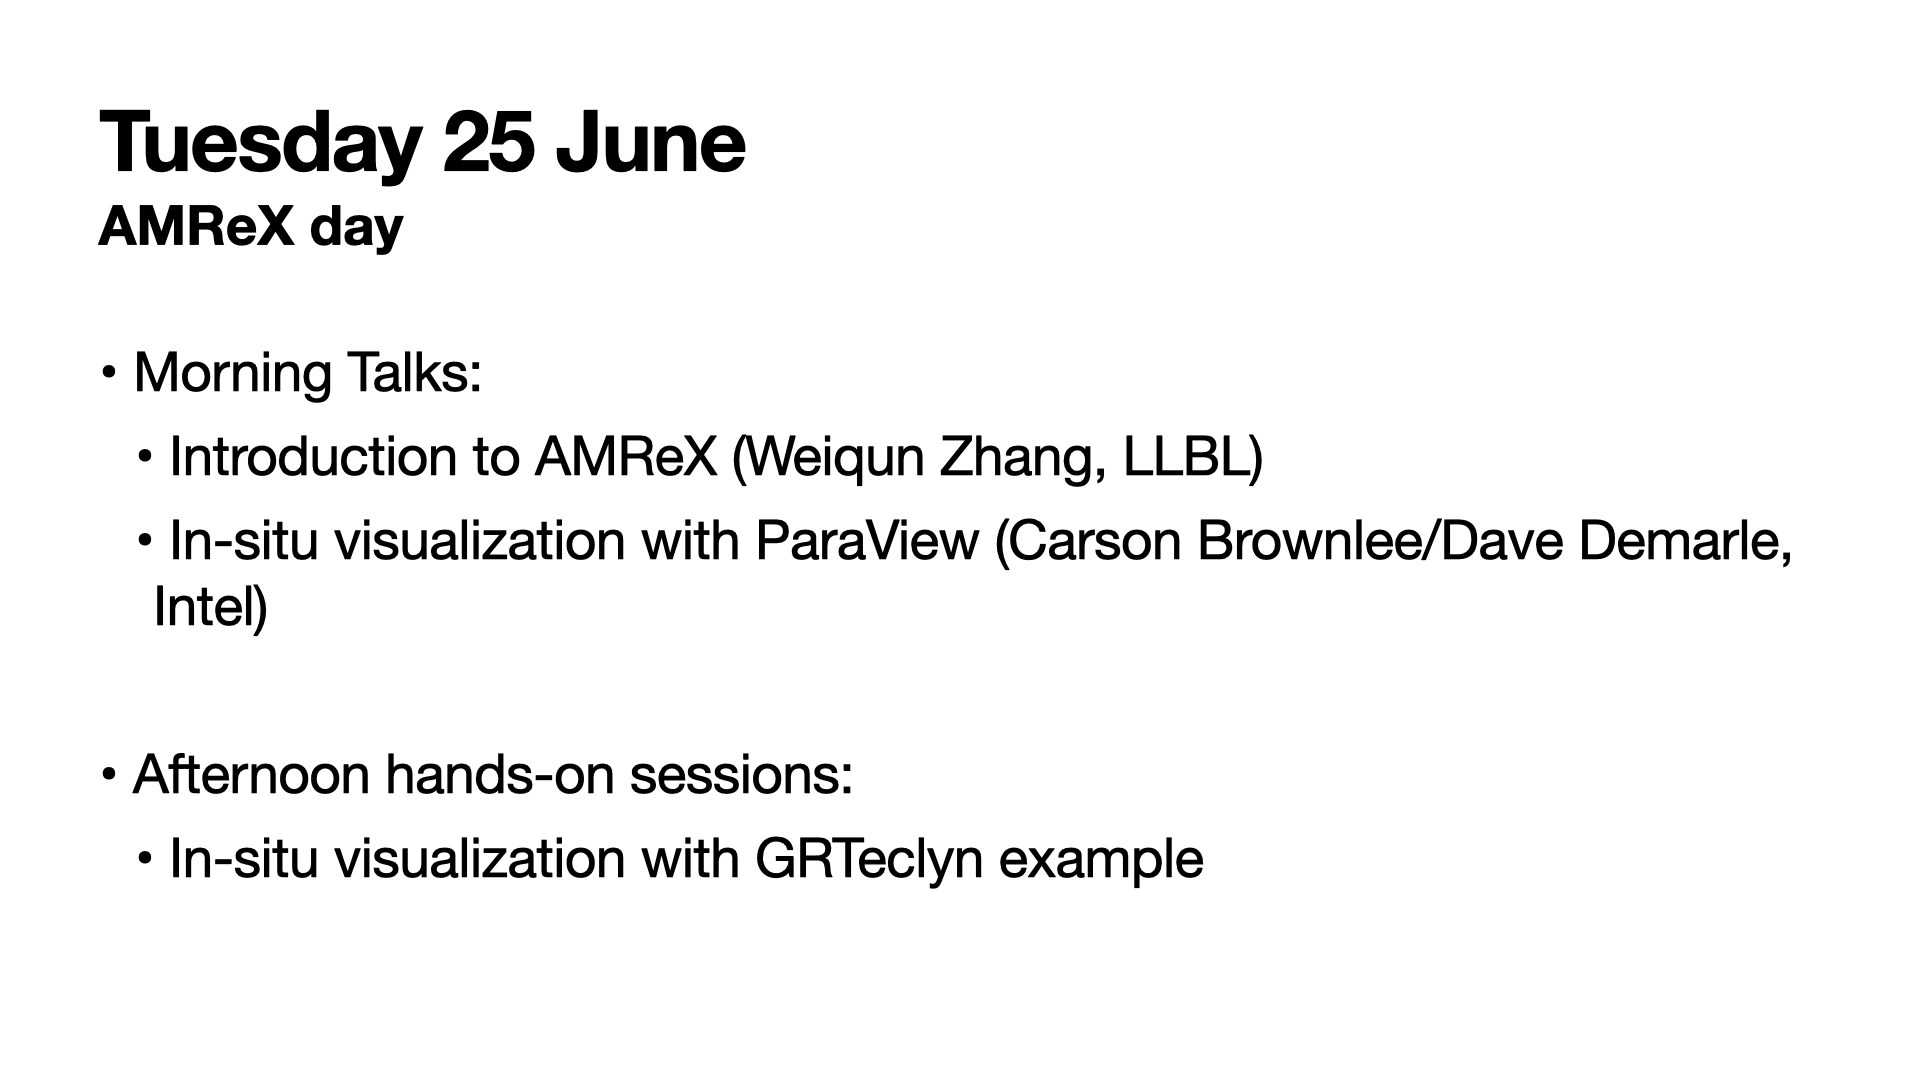 Tuesday 25 June
AMReX day
• Morning Talks:
• Introduction to AMReX (Weiqun Zhang, LLBL)
• In-situ visualization with ParaView (Carson Brownlee/Dave Demarle,
Intel)
• Afternoon hands-on sessions:
• In-situ visualization with GRTeclyn example